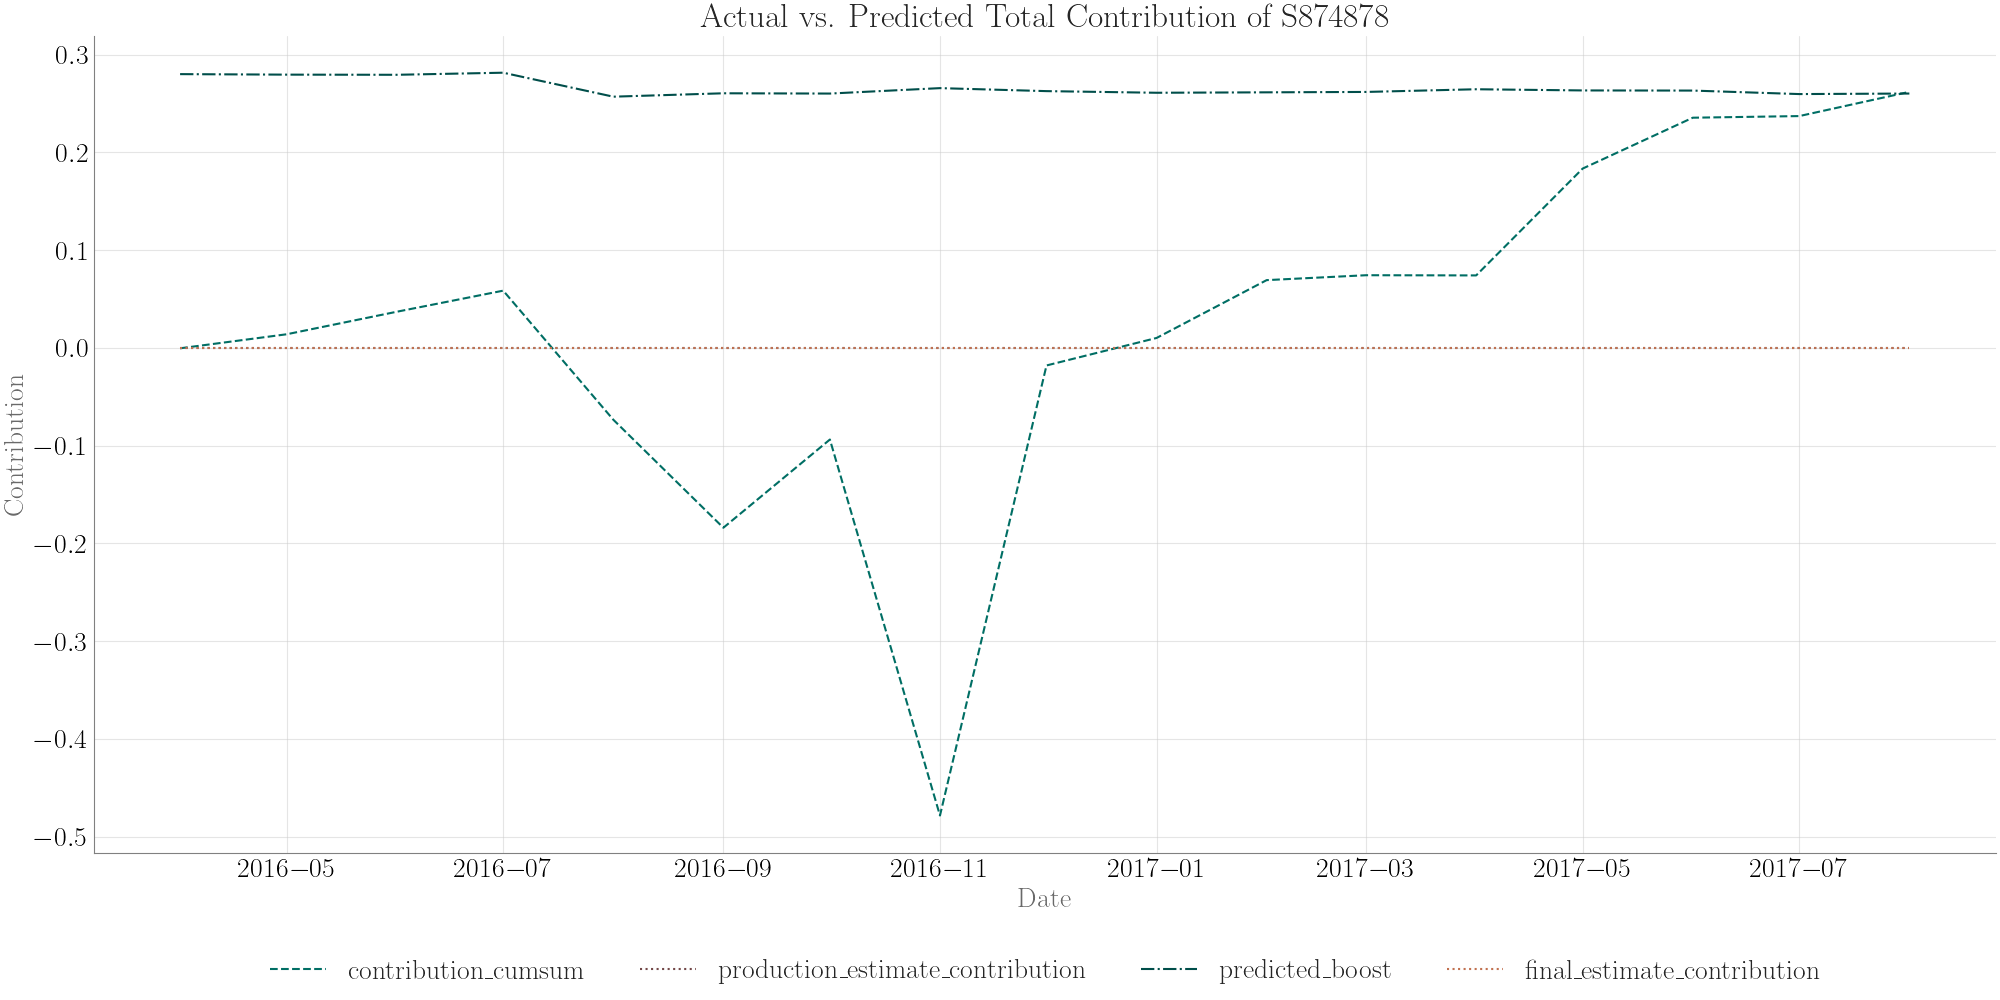 Actual vs. Predicted Total Contribution of S874878
0.3
0.2
0.1
0.0
−0.1
−0.2
−0.3
−0.4
−0.5
Contribution
2016−05 2016−07 2016−09 2016−11 2017−01 2017−03 2017−05 2017−07
Date
contribution_cumsum production_estimate_contribution predicted_boost final_estimate_contribution